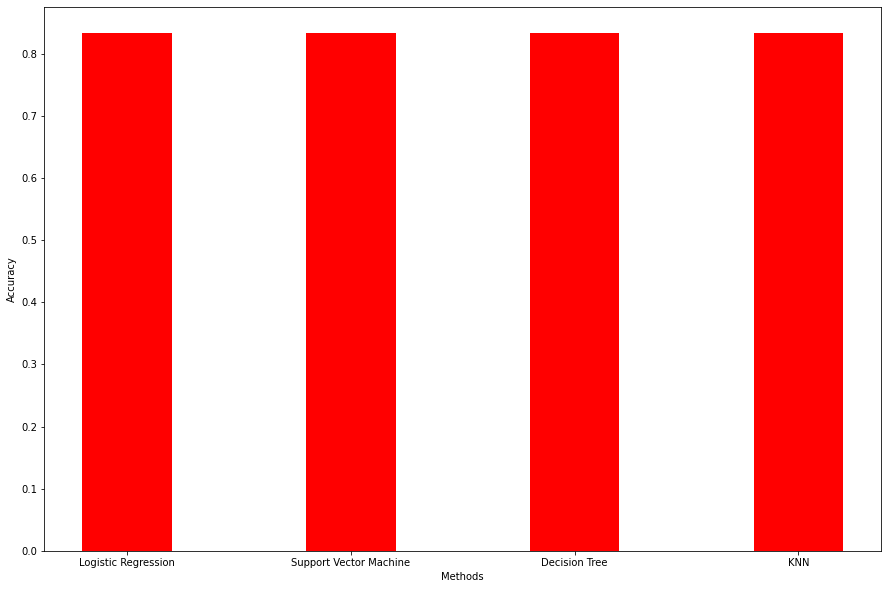 Accuracy
0.8
0.7
0.6
0.5
0.4
0.3
0.2
0.1
0.0
Logistic Regression
Support Vector Machine
Decision Tree
KNN
Methods